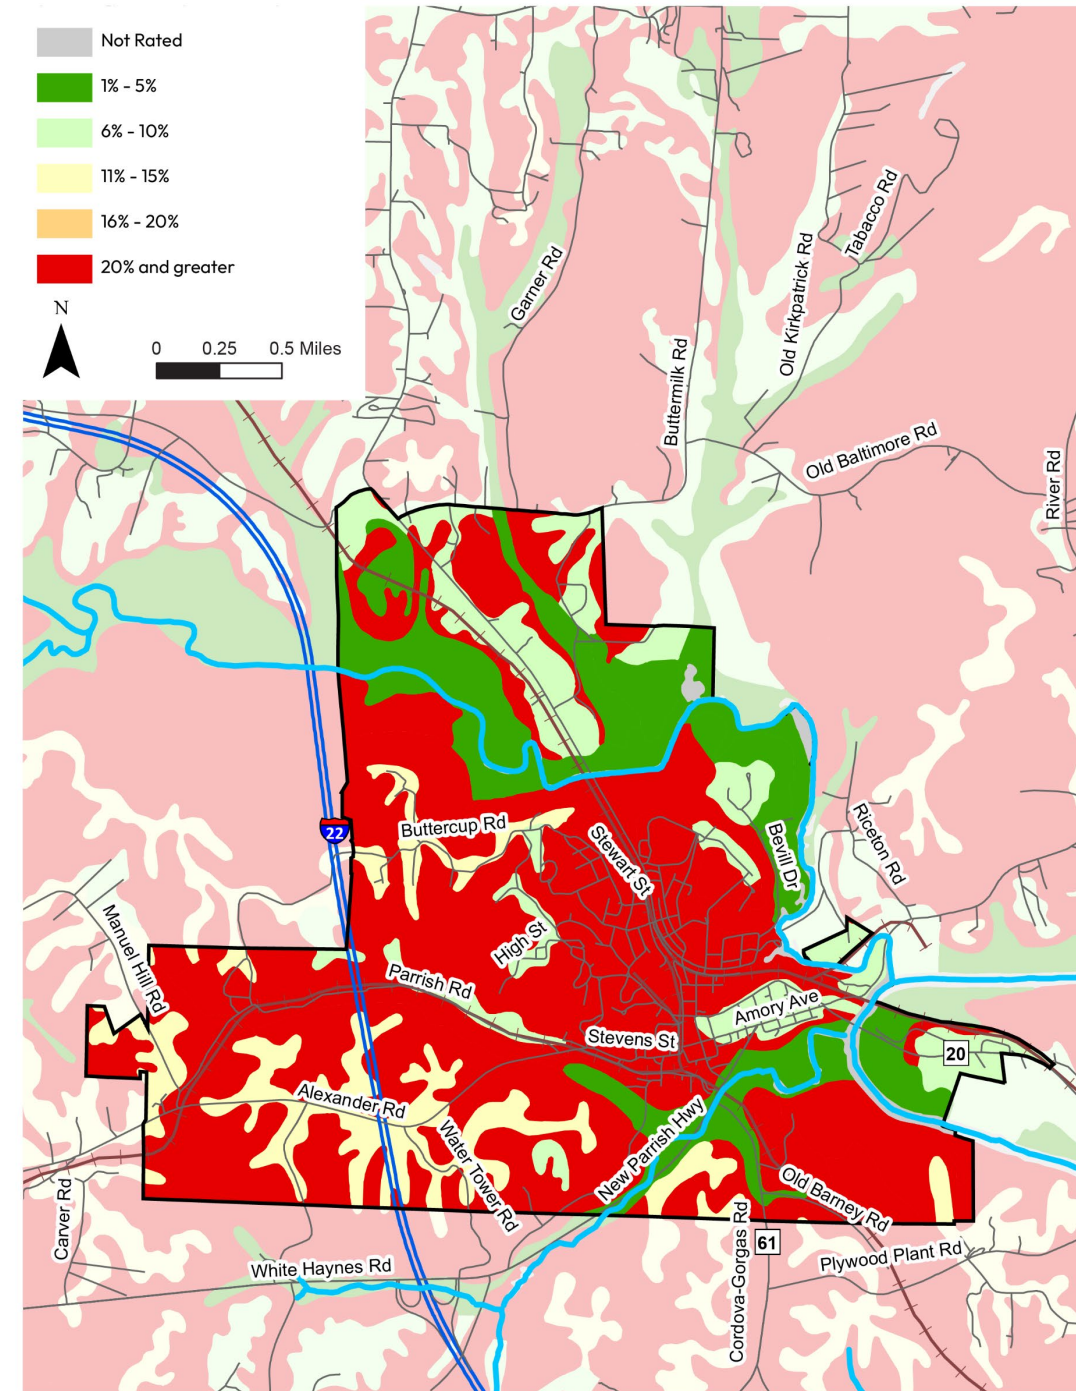 Not Rated
1% - 5%
6% - 10%
11% - 15%
16% - 20%
20% and greater
N
0 0.25 0.5 Miles
Garner Rd
Buttermilk Rd
Old Kirkpatrick Rd
Tabacco Rd
Old Baltimore Rd
River Rd
22
Buttercup Rd
Stewart St
Bevill Dr
Riceton Rd
Manuel Hill Rd
High St
Parrish Rd
Amory Ave
Stevens St
20
Alexander Rd
Water Tower Rd
New Parrish Hwy
Old Barney Rd
Carver Rd
Cordova-Gorgas Rd
61
Plywood Plant Rd
White Haynes Rd